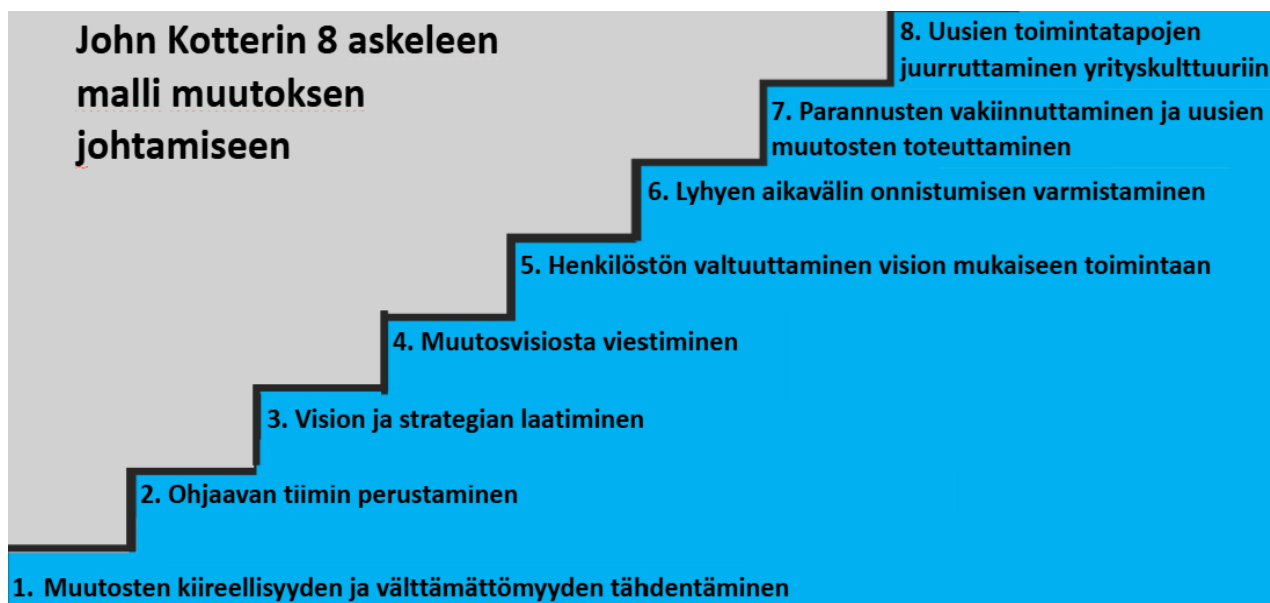 John Kotterin 8 askeleen
malli muutoksen
johtamiseen
8. Uusien toimintatapojen
juurruttaminen yrityskulttuuriin
7. Parannusten vakiinnuttaminen ja uusien
muutosten toteuttaminen
6. Lyhyen aikavälin onnistumisen varmistaminen
5. Henkilöstön valtuuttaminen vision mukaiseen toimintaan
4. Muutosvisiosta viestiminen
3. Vision ja strategian laatiminen
2. Ohjaavan tiimin perustaminen
1. Muutosten kiireellisyyden ja välttämättömyyden tähdentäminen